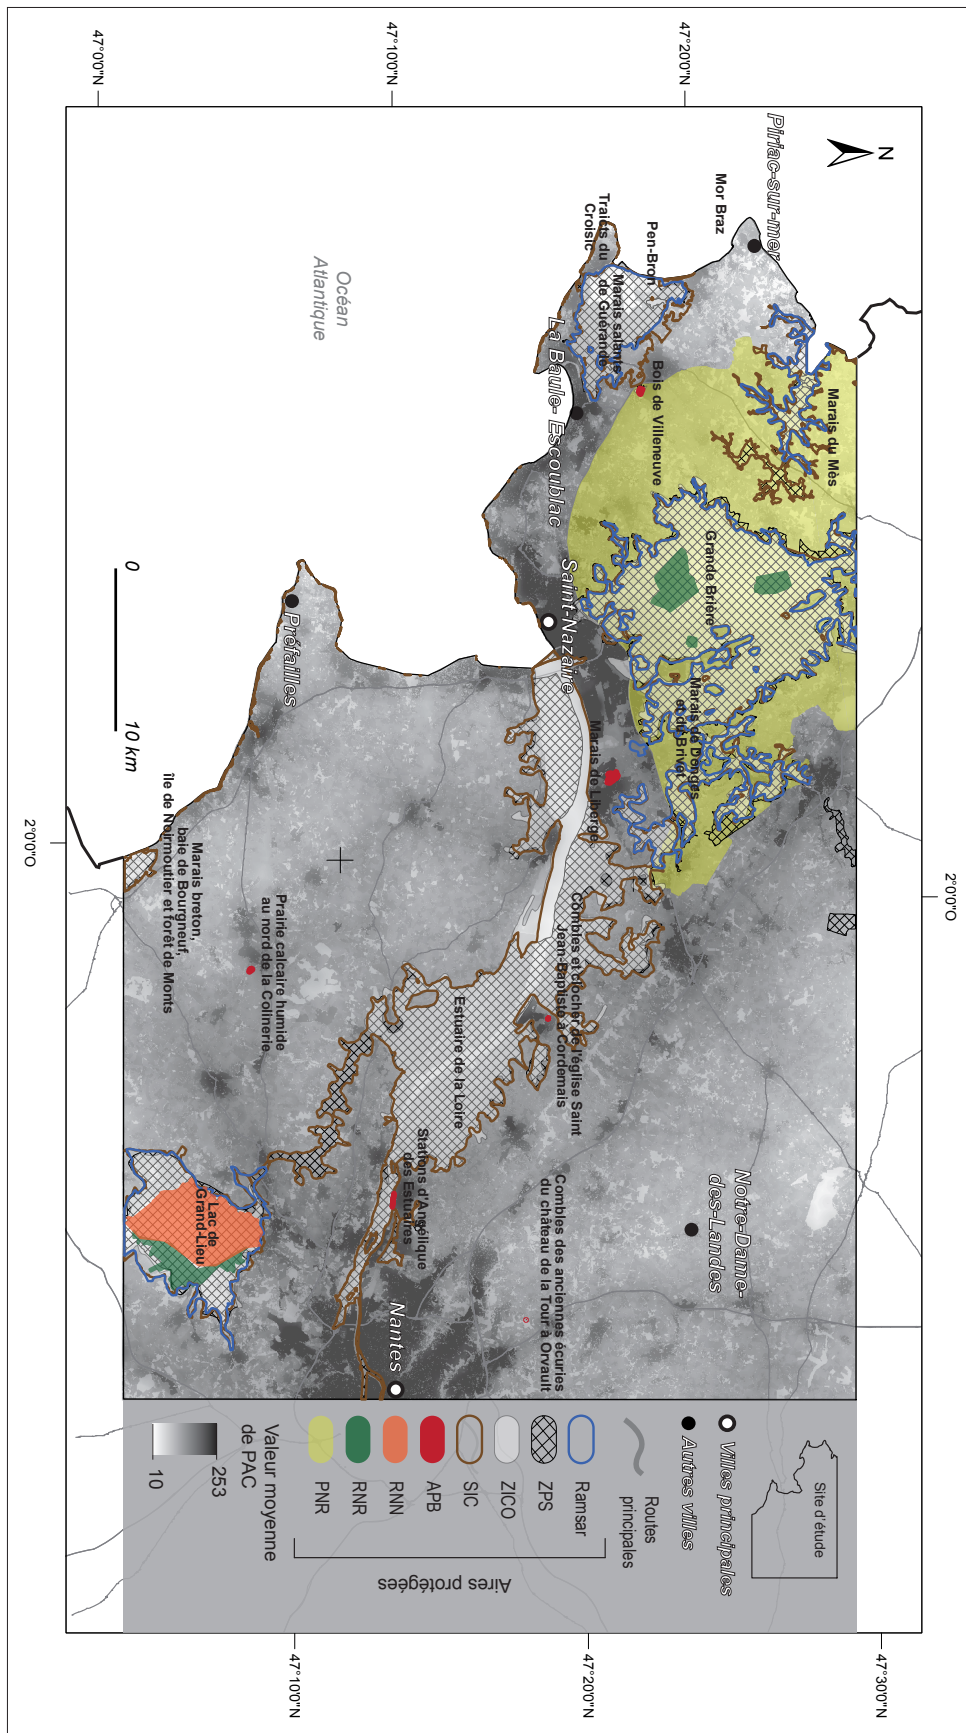 47°0'0"N
47°10'0"N
47°20'0"N
N
Piriac-sur-mer
Mor Braz
Pen-Bron
Traicts du
Croisic
Marais salants
de Guérande
La Baule- Escoublac
Bois de Villeneuve
Marais du Mès
Grande Brière
Saint-Nazaire
Marais de Donges
et du Brivet
Marais de Liberge
Océan
Atlantique
Préfailles
0
10 km
2°0'0"O
2°0'0"O
Marais breton,
baie de Bourgneuf,
île de Noirmoutier et forêt de Monts
Prairie calcaire humide
au nord de la Colinerie
Combles et clocher de l'église Saint
Jean-Baptiste à Cordemais
Estuaire de la Loire
Stations d'Angélique
des Estuaires
Combles des anciennes écuries
du château de la Tour à Orvault
Notre-Dame-
des-Landes
Lac de
Grand-Lieu
Nantes
Site d'étude
Villes principales
Autres villes
Routes
principales
Ramsar
ZPS
ZICO
SIC
APB
RNN
RNR
PNR
Aires protégées
Valeur moyenne
de PAC
253
10
47°10'0"N
47°20'0"N
47°30'0"N